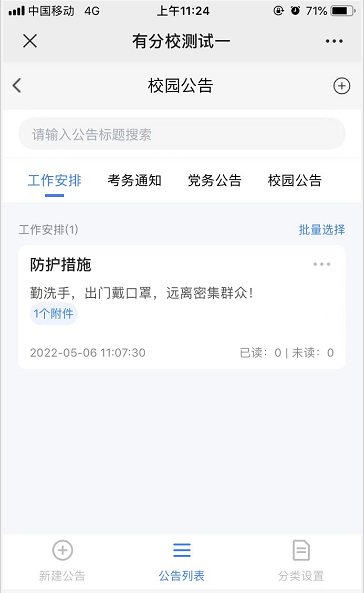 中国移动 4G 上午11:24 71%
有分校测试一
校园公告
请输入公告标题搜索
工作安排 考务通知 党务公告 校园公告
工作安排(1) 批量选择
防护措施
勤洗手，出门戴口罩，远离密集群众！
1个附件
2022-05-06 11:07:30 已读：0 | 未读：0
新建公告 公告列表 分类设置